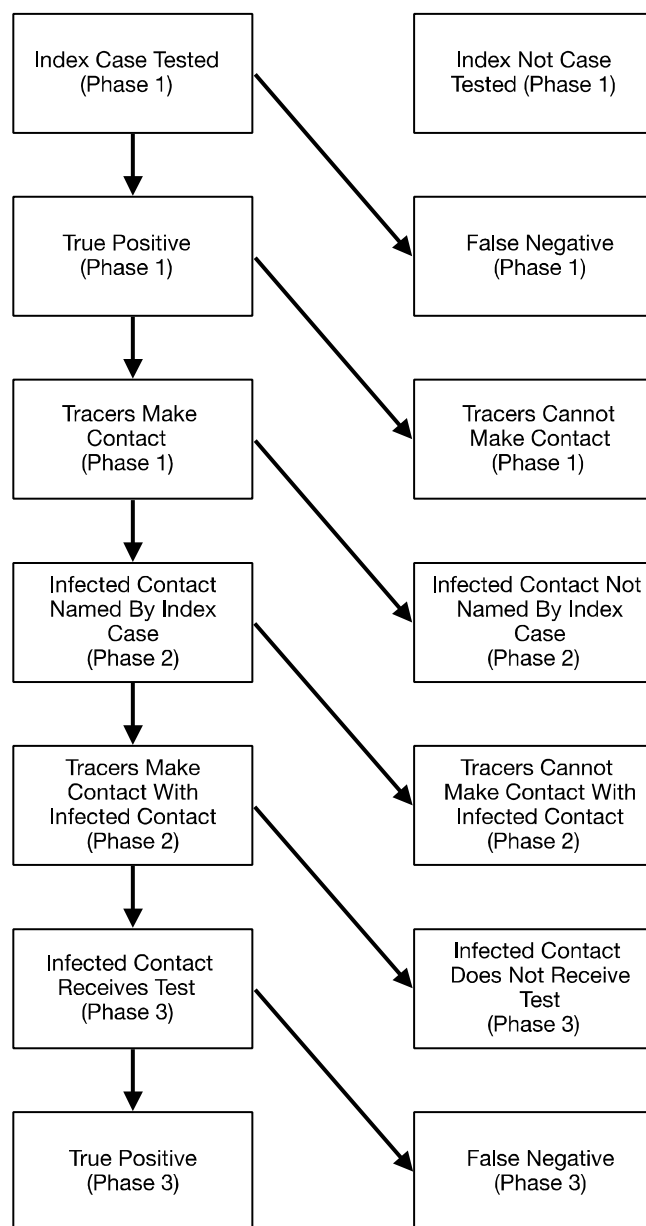 Index Case Tested
(Phase 1)
Index Not Case
Tested (Phase 1)
True Positive
(Phase 1)
False Negative
(Phase 1)
Tracers Make
Contact
(Phase 1)
Tracers Cannot
Make Contact
(Phase 1)
Infected Contact
Named By Index
Case
(Phase 2)
Infected Contact Not
Named By Index
Case
(Phase 2)
Tracers Make
Contact With
Infected Contact
(Phase 2)
Tracers Cannot
Make Contact With
Infected Contact
(Phase 2)
Infected Contact
Receives Test
(Phase 3)
Infected Contact
Does Not Receive
Test
(Phase 3)
True Positive
(Phase 3)
False Negative
(Phase 3)